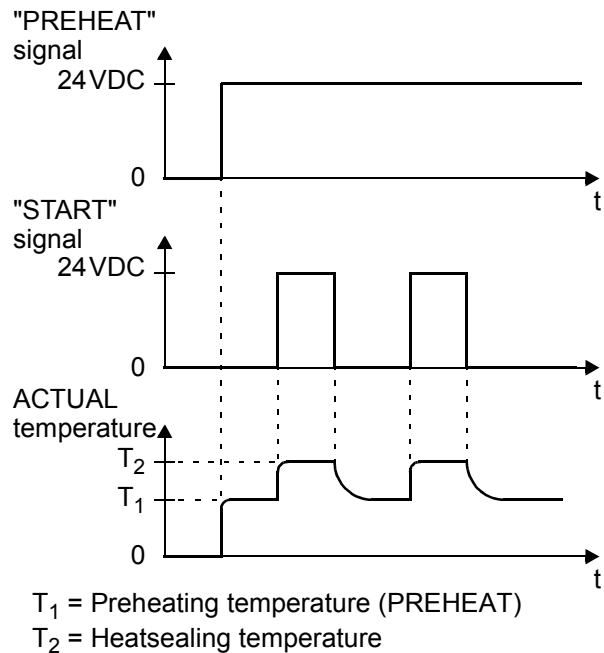 "PREHEAT"
signal
24VDC
0
t
"START"
signal
24VDC
0
t
ACTUAL
temperature
T2
T1
0
t
T1 = Preheating temperature (PREHEAT)
T2 = Heatsealing temperature